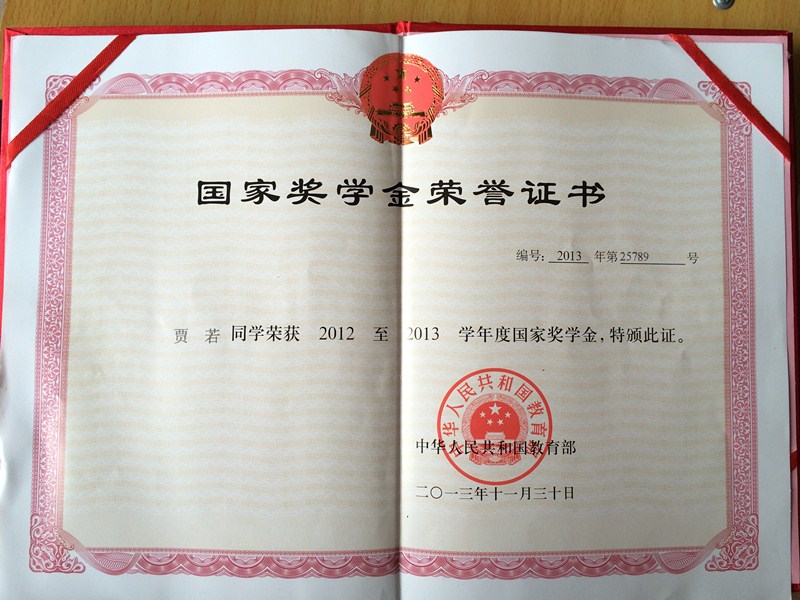 国家奖学金荣誉证书
编号: 2013 年第25789 号
贾 若 同学荣获 2012 至 2013 学年度国家奖学金,特颁此证。
中华人民共和国教育部
中华人民共和国教育部
二〇一三年十一月三十日